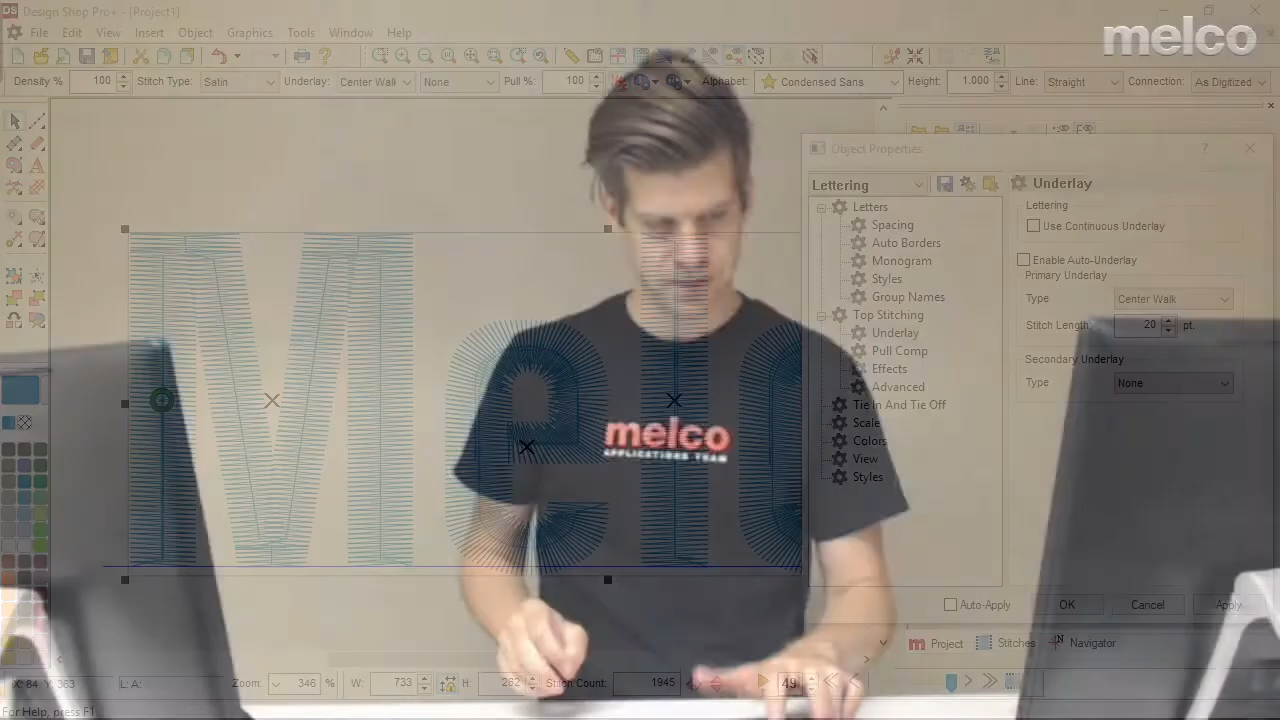 Design Shop Pro+ - [Project1]
File Edit View Insert Object Graphics Tools Window Help
melco
Density % 100 Stitch Type: Satin Underlay: Center Walk None Pull %: 100 Alphabet: Condensed Sans Height: 1.000 Line: Straight Connection: As Digitized
Object Properties
Lettering
Underlay
Letters
Lettering
Spacing
Use Continuous Underlay
Auto Borders
Monogram
Enable Auto-Underlay
Styles
Primary Underlay
Group Names
Type Center Walk
Top Stitching
Underlay
Stitch Length 20 pt.
Pull Comp
Secondary Underlay
Effects
Type None
Advanced
Tie In And Tie Off
Scale
Colors
View
Styles
Melc
melco
APPLICATIONS TEAM
Auto-Apply OK Cancel Apply
Project Stitches Navigator
X: 84 Y: 363 L: A: Zoom: 346 % W: 733 H: 262 Stitch Count: 1945 49
For Help, press F1